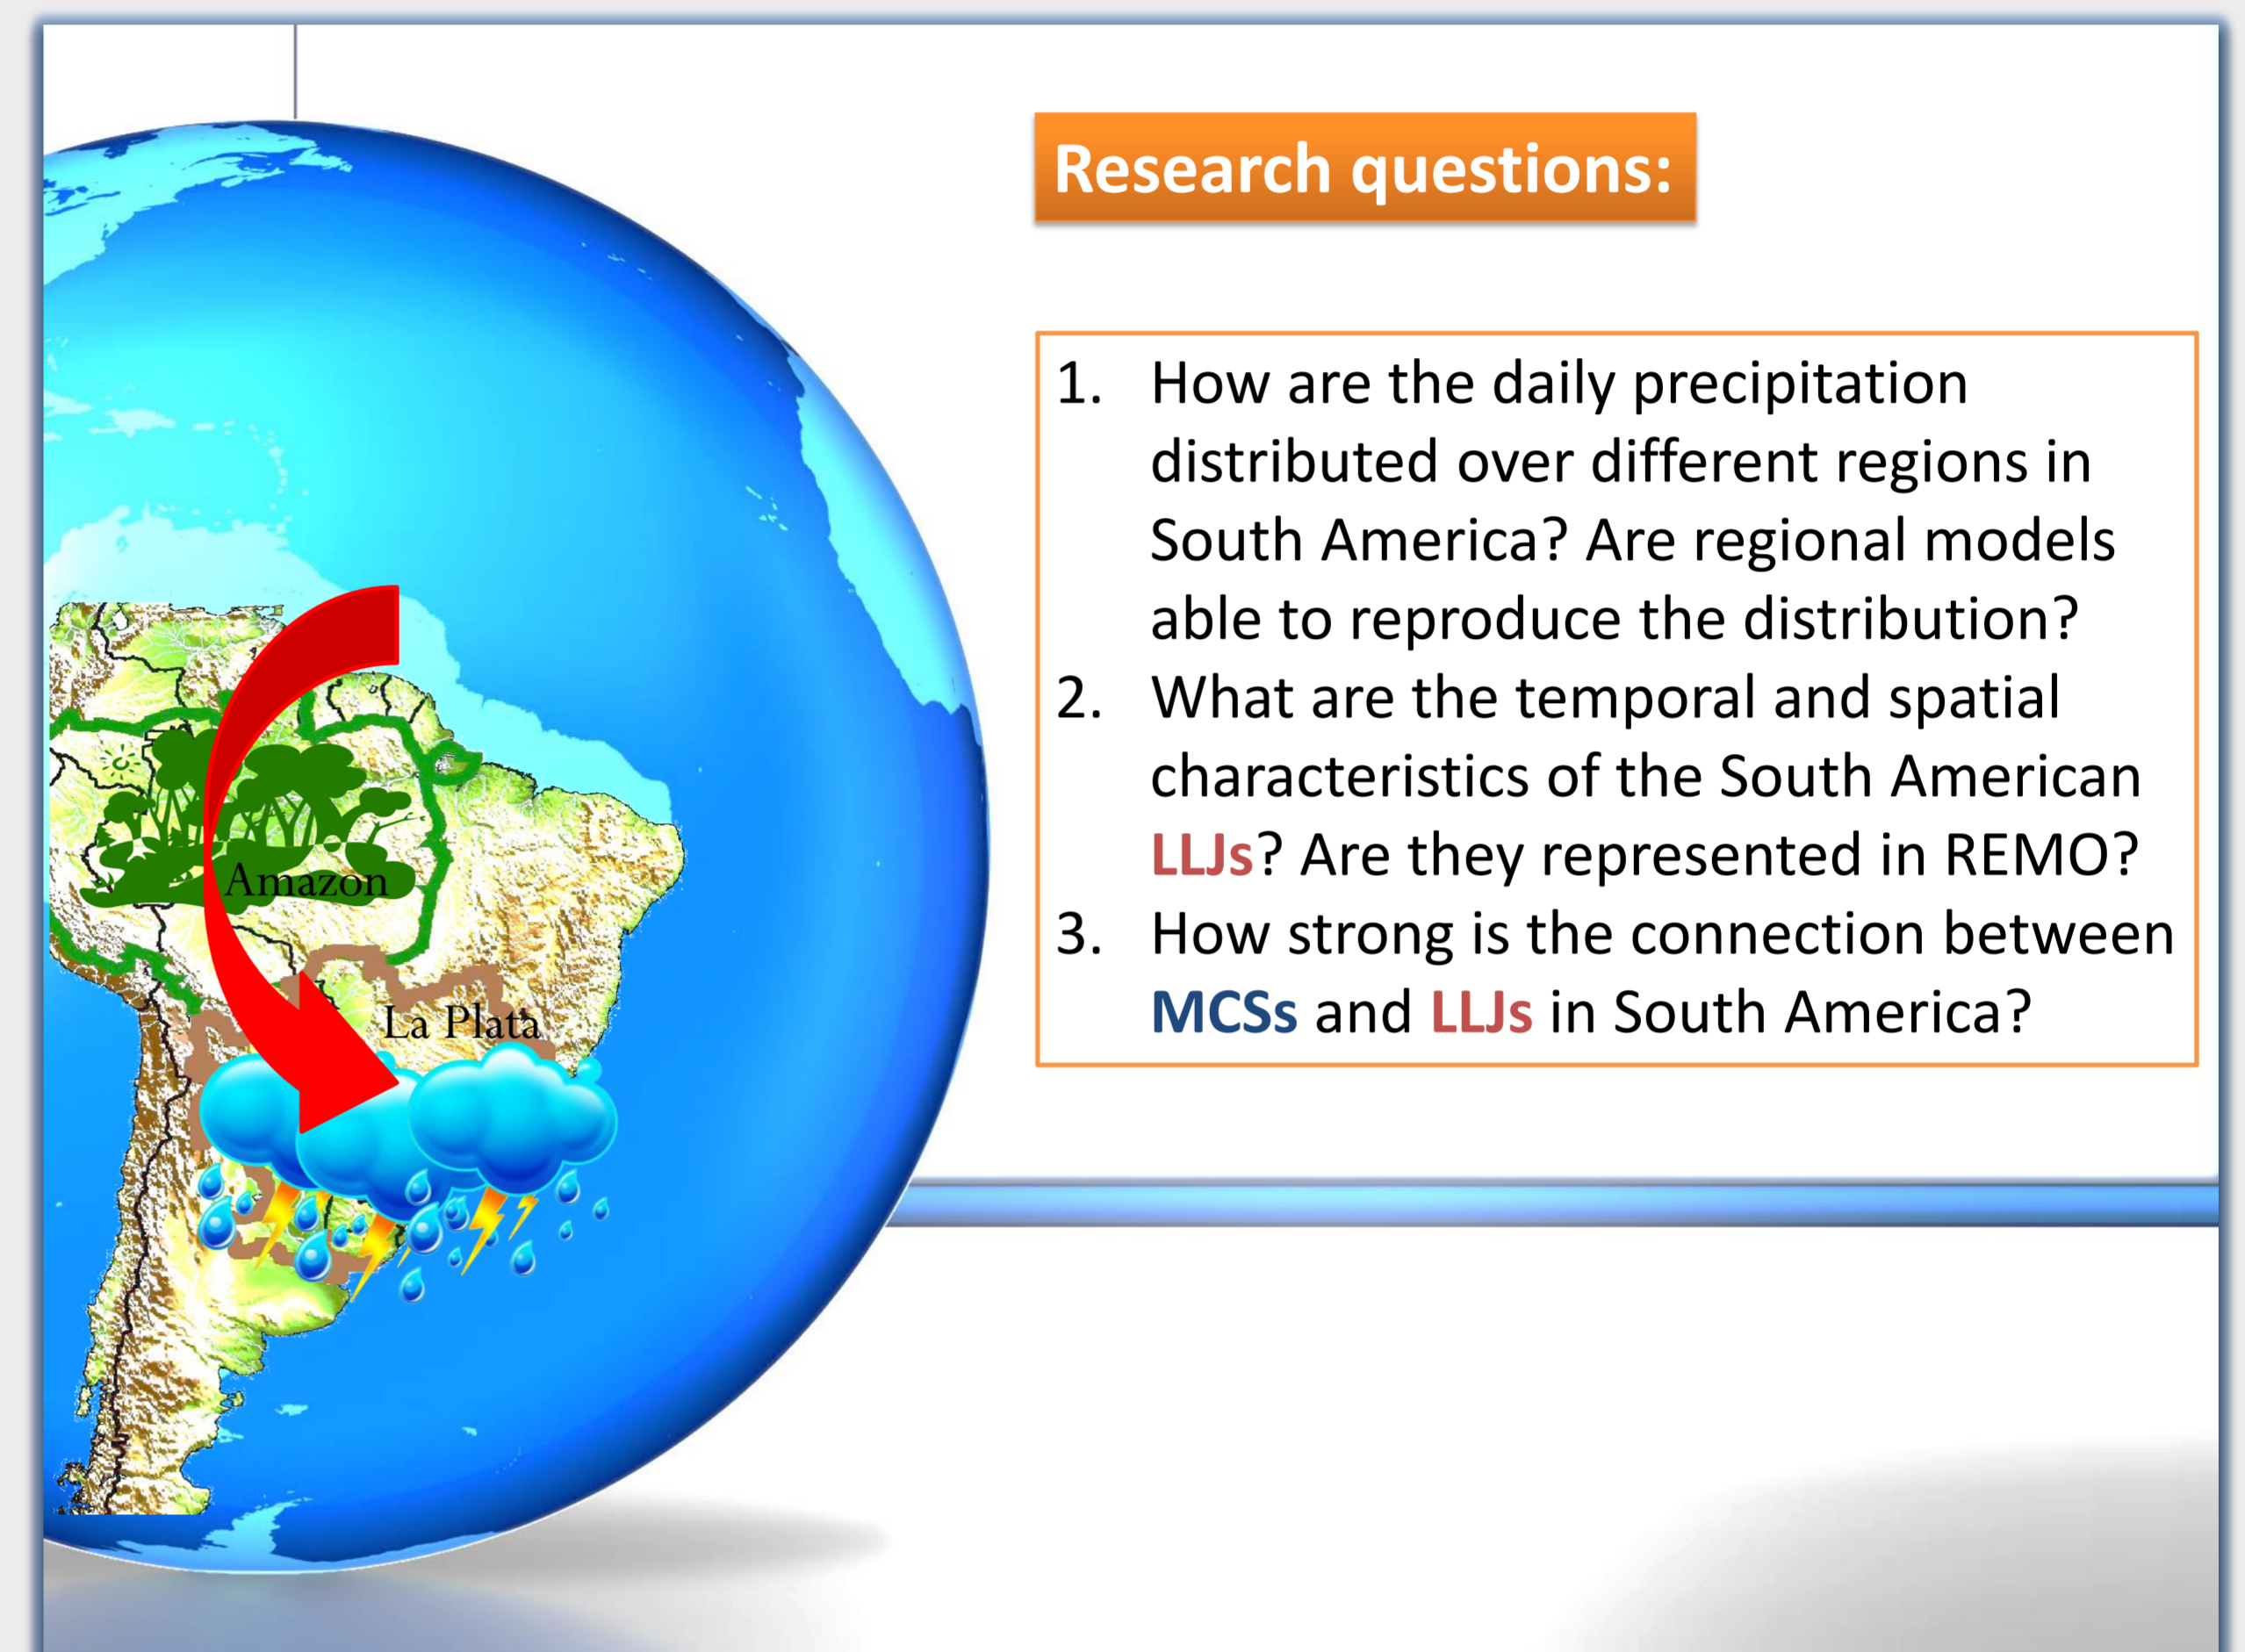 Research questions:
1. How are the daily precipitation
distributed over different regions in
South America? Are regional models
able to reproduce the distribution?
2. What are the temporal and spatial
characteristics of the South American
LLJs? Are they represented in REMO?
3. How strong is the connection between
MCSs and LLJs in South America?
Amazon
La Plata